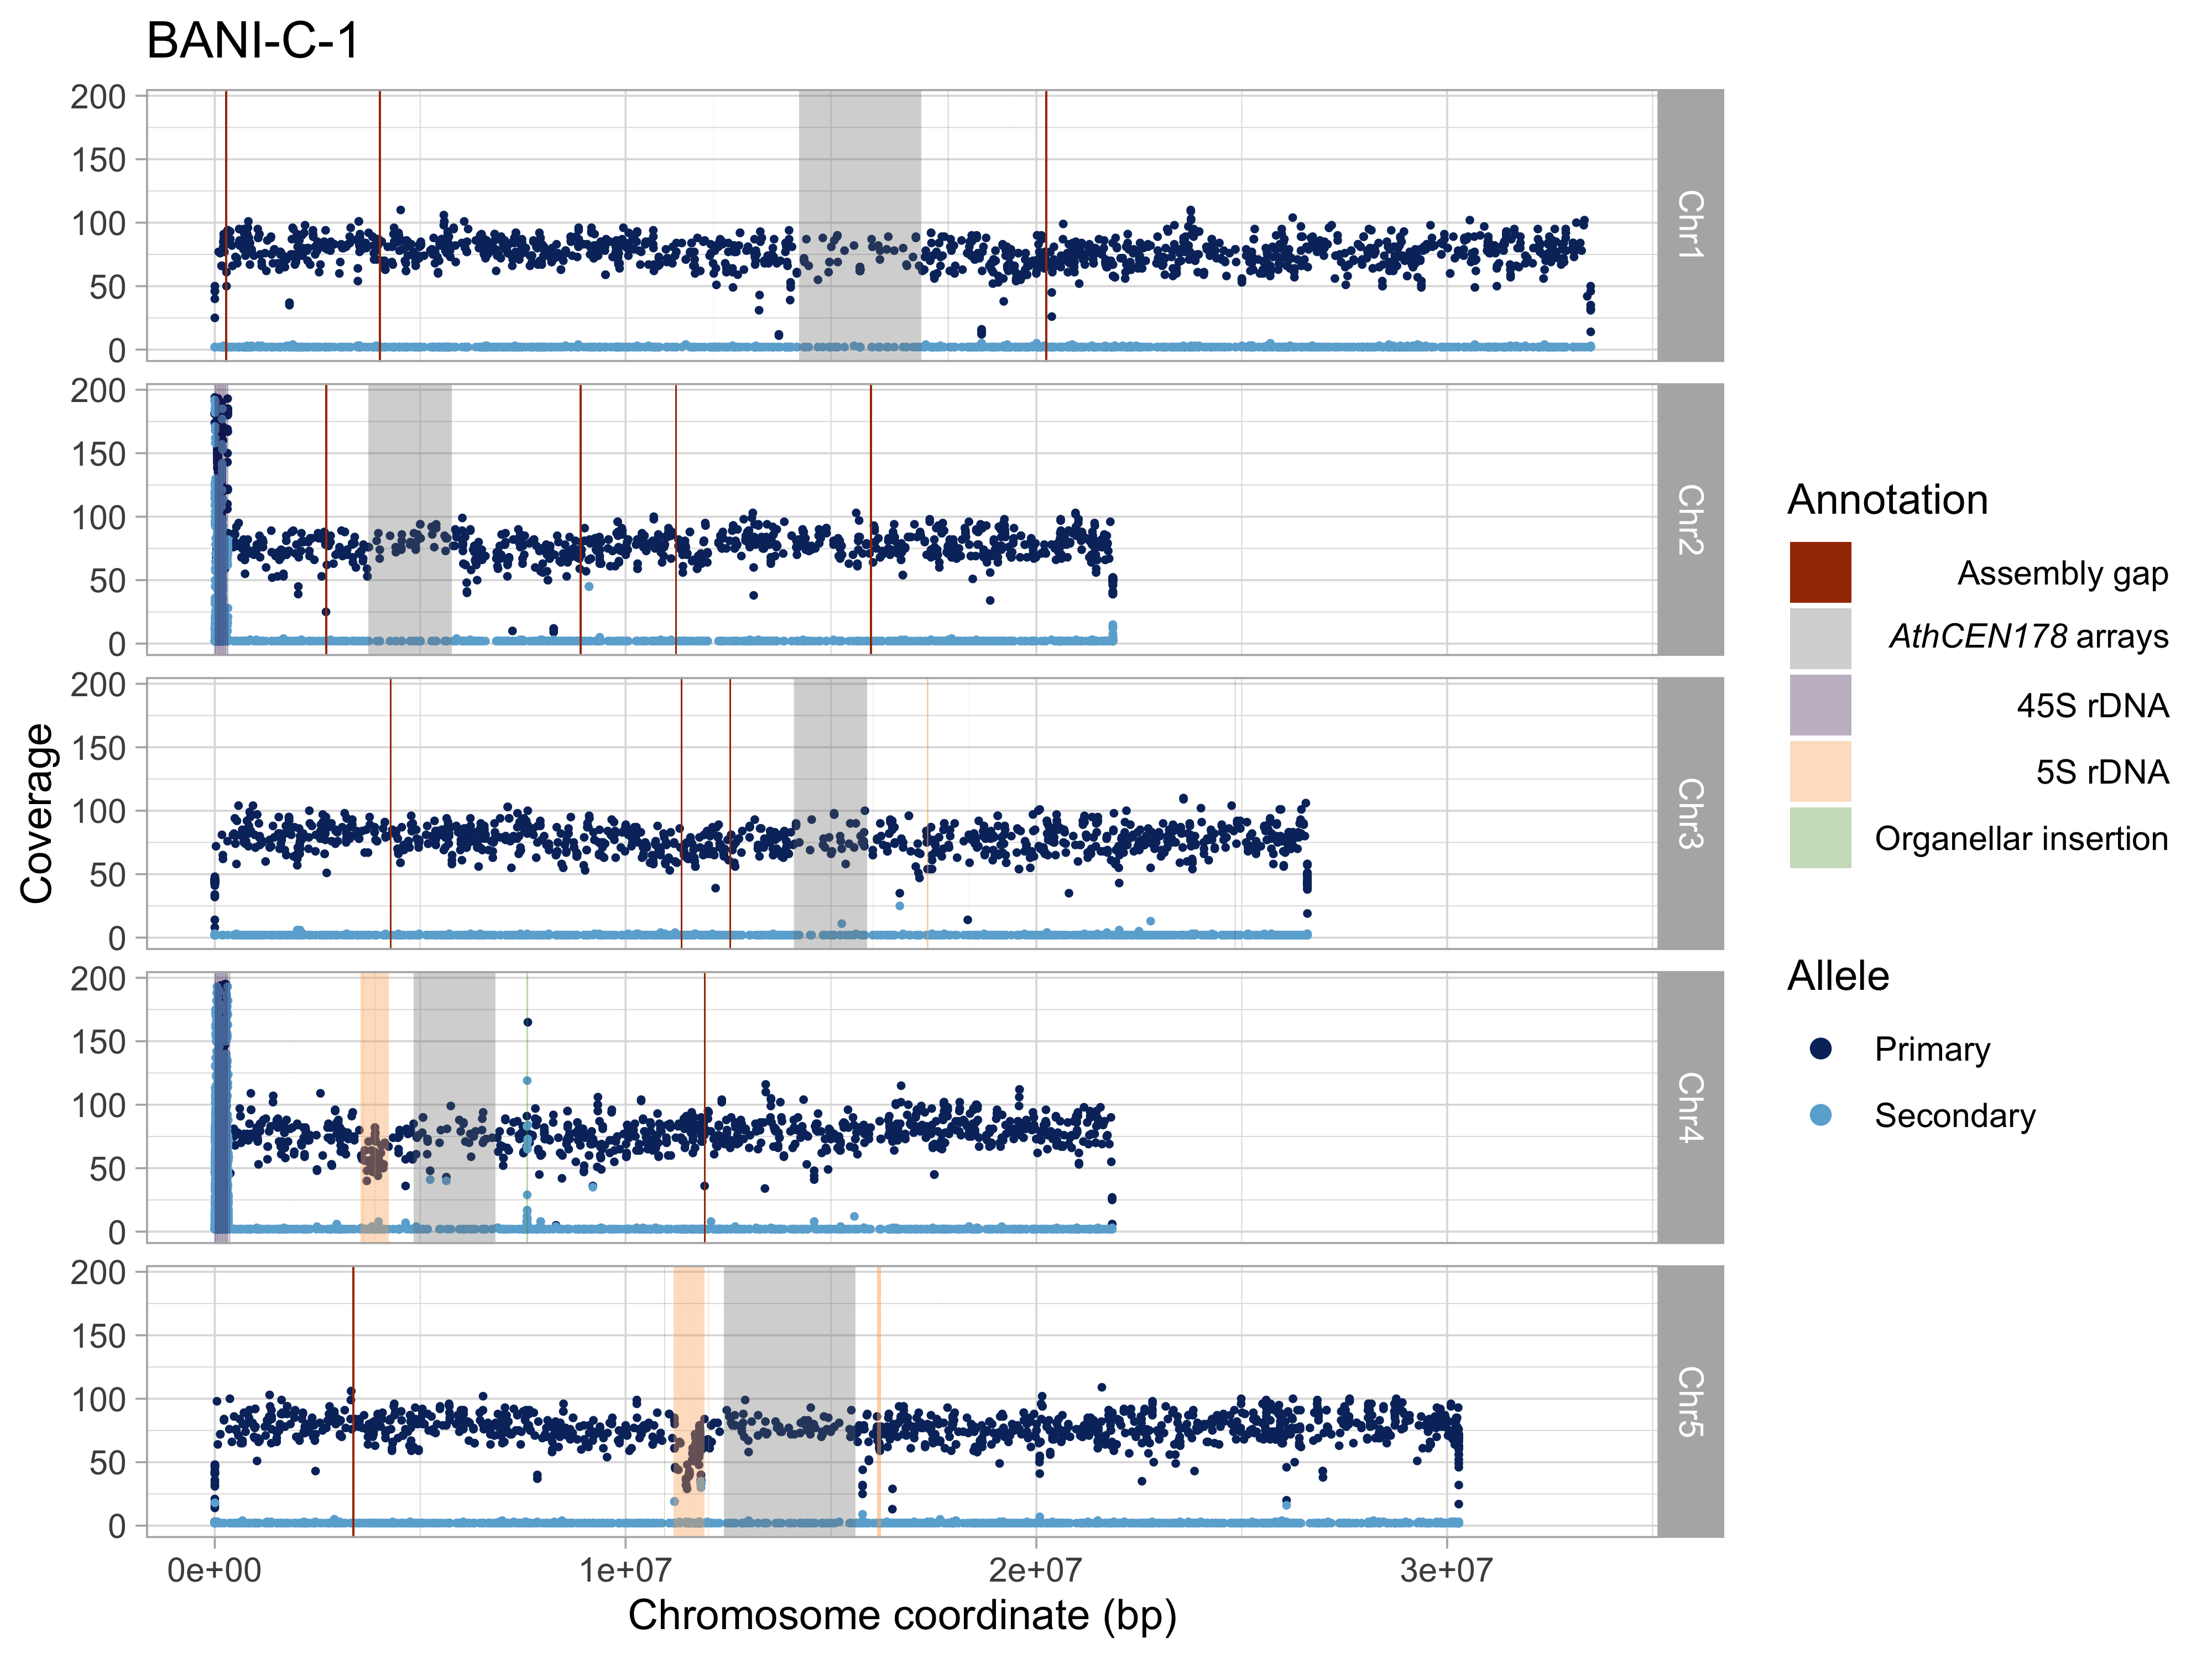 BANI-C-1
200
150
100
50
0
Chr1
200
150
100
50
0
Chr2
200
150
100
50
0
Chr3
200
150
100
50
0
Chr4
200
150
100
50
0
Chr5
0e+00
1e+07
2e+07
3e+07
Chromosome coordinate (bp)
Coverage
Annotation
Assembly gap
AthCEN178 arrays
45S rDNA
5S rDNA
Organellar insertion
Allele
Primary
Secondary